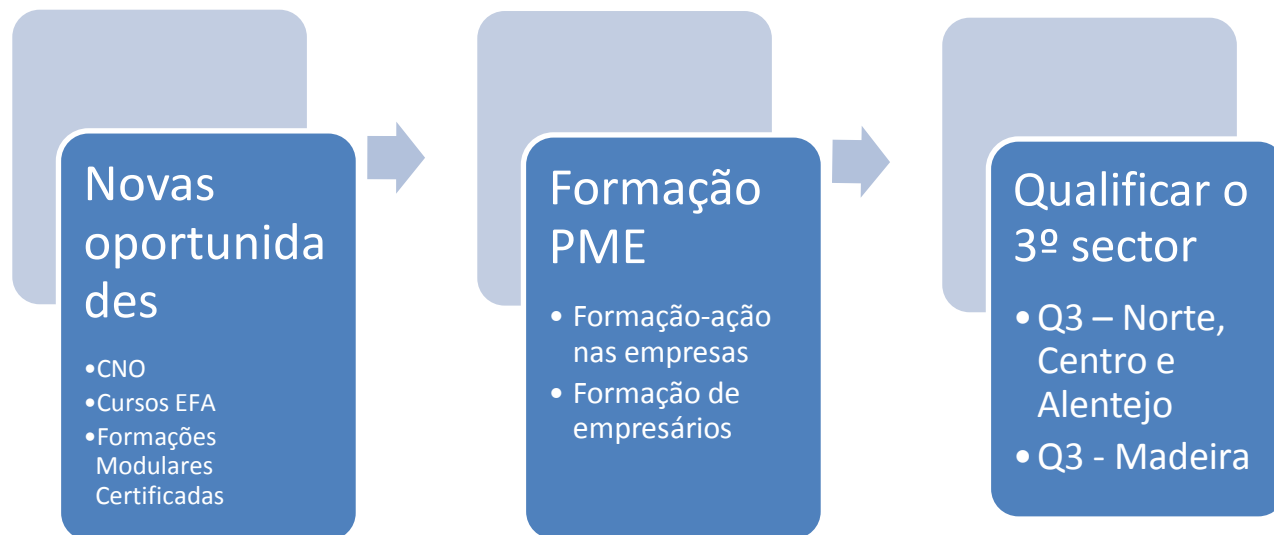 Novas
oportunida
des
•CNO
•Cursos EFA
•Formações
Modulares
Certificadas
Formação
PME
• Formação-ação
nas empresas
• Formação de
empresários
Qualificar o
3º sector
• Q3 – Norte,
Centro e
Alentejo
• Q3 - Madeira